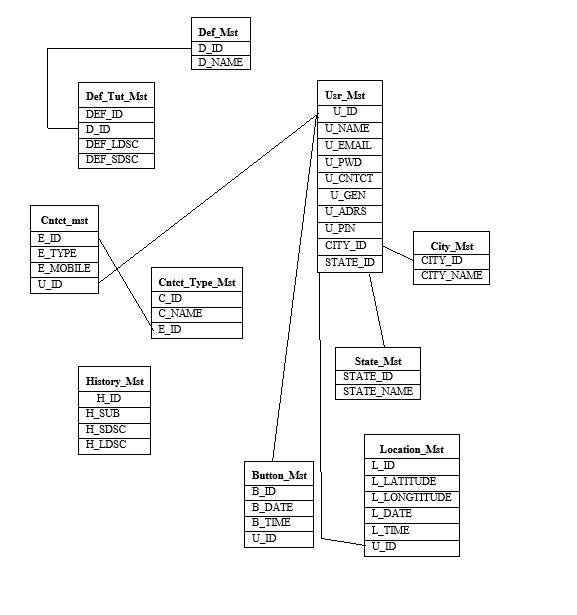 Def_Mst
D_ID
D_NAME
Def_Tut_Mst
DEF_ID
D_ID
DEF_LDSC
DEF_SDSC
Usr_Mst
U_ID
U_NAME
U_EMAIL
U_PWD
U_CNTCT
U_GEN
U_ADRS
U_PIN
CITY_ID
STATE_ID
Cntct_mst
E_ID
E_TYPE
E_MOBILE
U_ID
City_Mst
CITY_ID
CITY_NAME
Cntct_Type_Mst
C_ID
C_NAME
E_ID
State_Mst
STATE_ID
STATE_NAME
History_Mst
H_ID
H_SUB
H_SDSC
H_LDSC
Location_Mst
L_ID
L_LATITUDE
L_LONGTITUDE
L_DATE
L_TIME
U_ID
Button_Mst
B_ID
B_DATE
B_TIME
U_ID